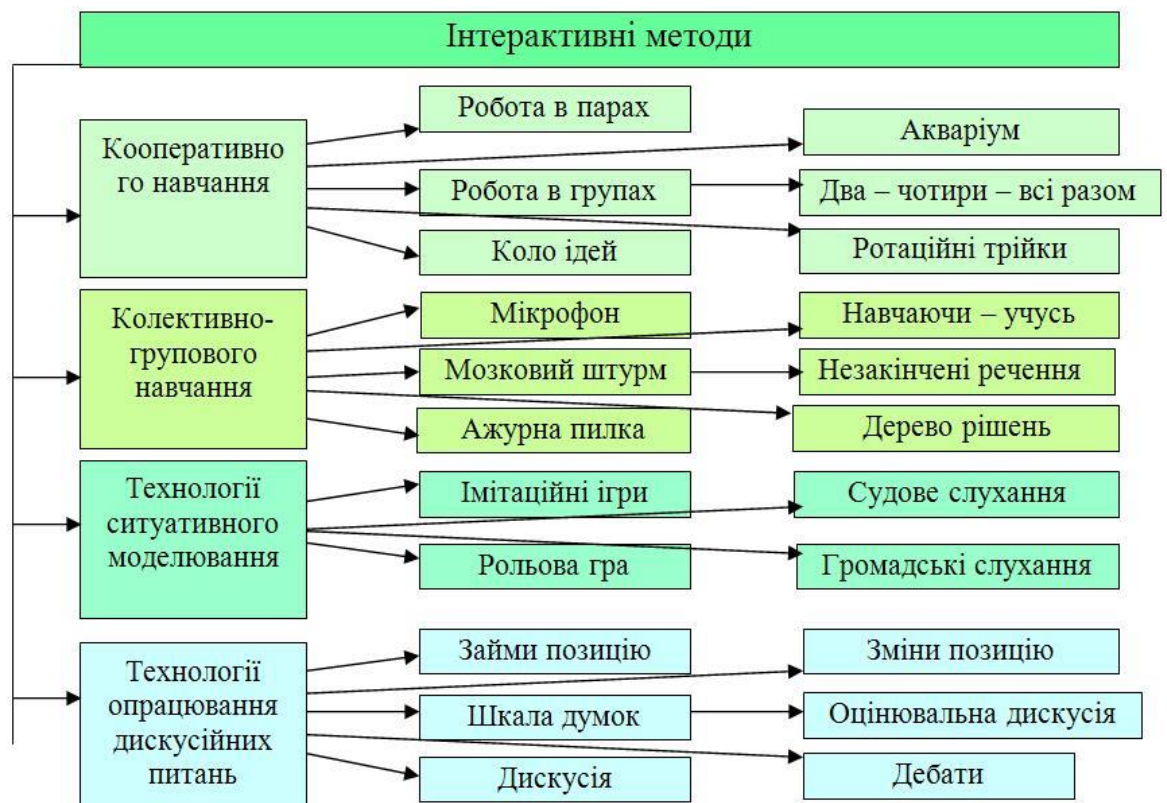 Інтерактивні методи
Кооперативно
го навчання
Робота в парах
Акваріум
Робота в групах
Два – чотири – всі разом
Коло ідей
Ротаційні трійки
Колективно-
групового
навчання
Мікрофон
Навчаючи – учусь
Мозковий штурм
Незакінчені речення
Ажурна пилка
Дерево рішень
Технології
ситуативного
моделювання
Імітаційні ігри
Судове слухання
Рольова гра
Громадські слухання
Технології
опрацювання
дискусійних
питань
Займи позицію
Зміни позицію
Шкала думок
Оцінювальна дискусія
Дискусія
Дебати